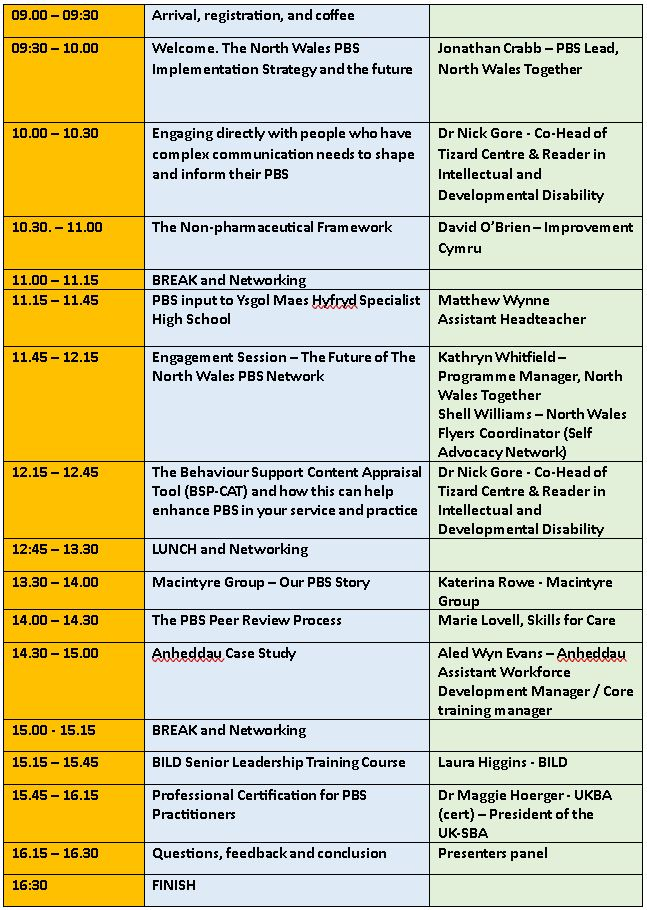 09.00 – 09:30 Arrival, registration, and coffee
09:30 – 10.00 Welcome. The North Wales PBS Jonathan Crabb – PBS Lead,
Implementation Strategy and the future North Wales Together
10.00 – 10.30 Engaging directly with people who have Dr Nick Gore - Co-Head of
complex communication needs to shape Tizard Centre & Reader in
and inform their PBS Intellectual and
Developmental Disability
10.30. – 11.00 The Non-pharmaceutical Framework David O’Brien – Improvement
Cymru
11.00 – 11.15 BREAK and Networking
11.15 – 11.45 PBS input to Ysgol Maes Hyfryd Specialist Matthew Wynne
High School Assistant Headteacher
11.45 – 12.15 Engagement Session – The Future of The Kathryn Whitfield –
North Wales PBS Network Programme Manager, North
Wales Together
Shell Williams – North Wales
Flyers Coordinator (Self
Advocacy Network)
12.15 – 12.45 The Behaviour Support Content Appraisal Dr Nick Gore - Co-Head of
Tool (BSP-CAT) and how this can help Tizard Centre & Reader in
enhance PBS in your service and practice Intellectual and
Developmental Disability
12:45 – 13.30 LUNCH and Networking
13.30 – 14.00 Macintyre Group – Our PBS Story Katerina Rowe - Macintyre
Group
14.00 – 14.30 The PBS Peer Review Process Marie Lovell, Skills for Care
14.30 – 15.00 Anheddau Case Study Aled Wyn Evans – Anheddau
Assistant Workforce
Development Manager / Core
training manager
15.00 - 15.15 BREAK and Networking
15.15 – 15.45 BILD Senior Leadership Training Course Laura Higgins - BILD
15.45 – 16.15 Professional Certification for PBS Dr Maggie Hoerger - UKBA
Practitioners (cert) – President of the
UK-SBA
16.15 – 16.30 Questions, feedback and conclusion Presenters panel
16:30 FINISH